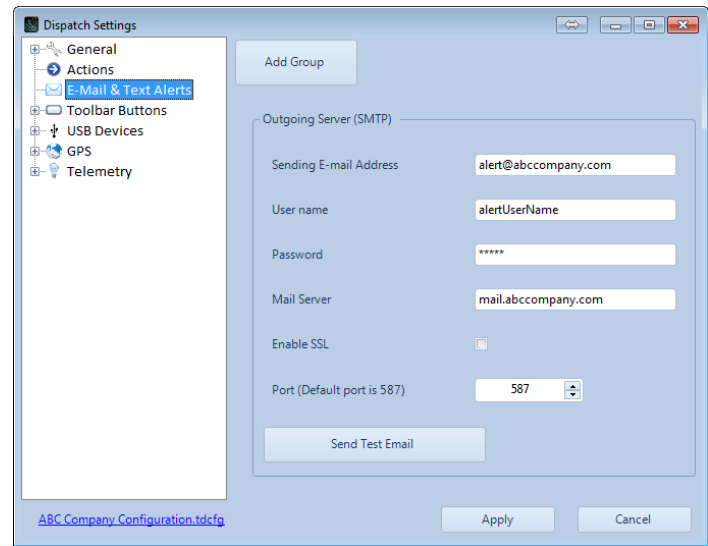 Dispatch Settings
General
Actions
E-Mail & Text Alerts
Toolbar Buttons
USB Devices
GPS
Telemetry
Add Group
Outgoing Server (SMTP)
Sending E-mail Address alert@abccompany.com
User name alertUserName
Password *****
Mail Server mail.abccompany.com
Enable SSL
Port (Default port is 587) 587
Send Test Email
ABC Company Configuration.tdcfg Apply Cancel